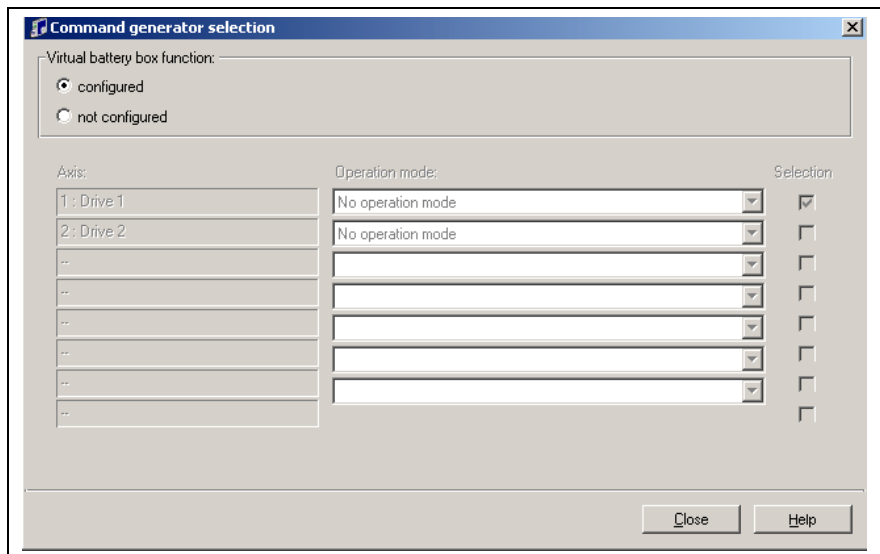 Command generator selection
Virtual battery box function:
configured
not configured
Axis: Operation mode: Selection
1 : Drive 1 No operation mode
2 : Drive 2 No operation mode
--
--
--
--
--
--
Close Help